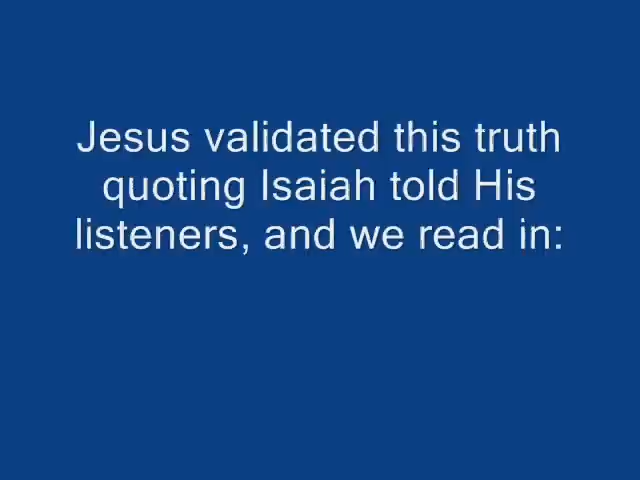 Jesus validated this truth
quoting Isaiah told His
listeners, and we read in: